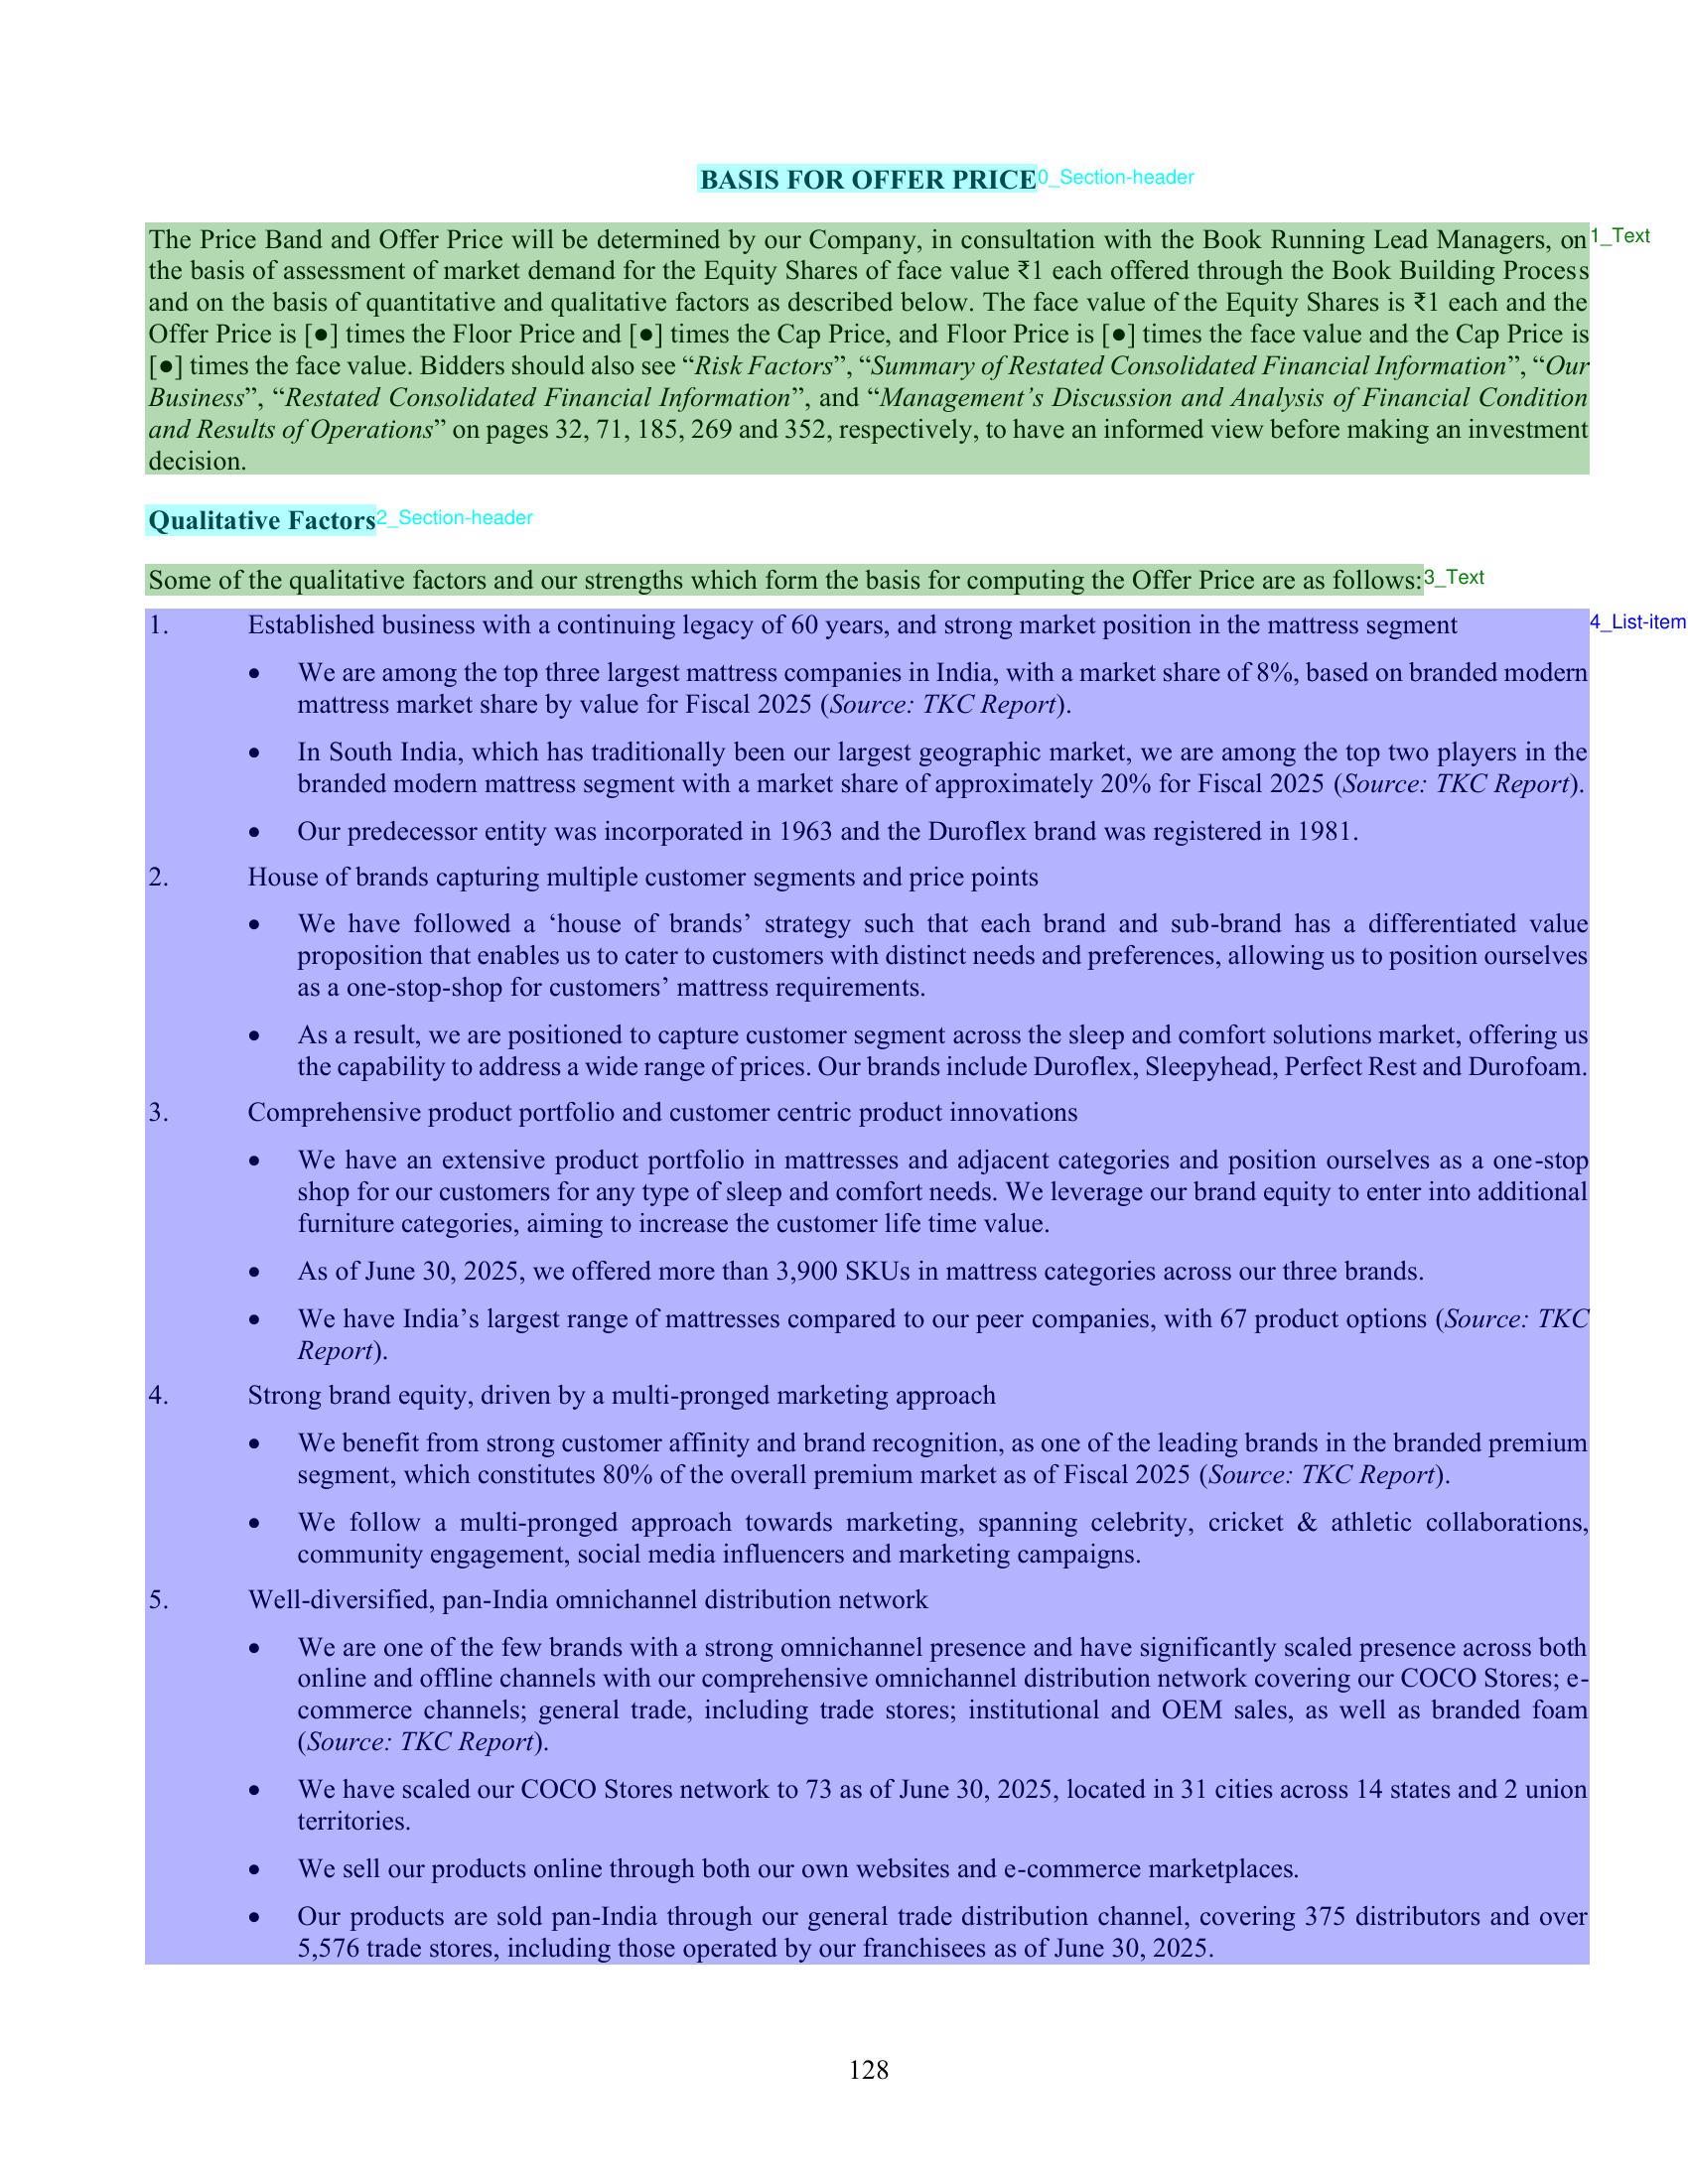 BASIS FOR OFFER PRICE
0_Section-header
The Price Band and Offer Price will be determined by our Company, in consultation with the Book Running Lead Managers, on
1_Text
the basis of assessment of market demand for the Equity Shares of face value ₹1 each offered through the Book Building Process
and on the basis of quantitative and qualitative factors as described below. The face value of the Equity Shares is ₹1 each and the
Offer Price is [●] times the Floor Price and [●] times the Cap Price, and Floor Price is [●] times the face value and the Cap Price is
[●] times the face value. Bidders should also see “Risk Factors”, “Summary of Restated Consolidated Financial Information”, “Our
Business”, “Restated Consolidated Financial Information”, and “Management’s Discussion and Analysis of Financial Condition
and Results of Operations” on pages 32, 71, 185, 269 and 352, respectively, to have an informed view before making an investment
decision.
Qualitative Factors
2_Section-header
Some of the qualitative factors and our strengths which form the basis for computing the Offer Price are as follows:
3_Text
1. Established business with a continuing legacy of 60 years, and strong market position in the mattress segment
4_List-item
• We are among the top three largest mattress companies in India, with a market share of 8%, based on branded modern
mattress market share by value for Fiscal 2025 (Source: TKC Report).
• In South India, which has traditionally been our largest geographic market, we are among the top two players in the
branded modern mattress segment with a market share of approximately 20% for Fiscal 2025 (Source: TKC Report).
• Our predecessor entity was incorporated in 1963 and the Duroflex brand was registered in 1981.
2. House of brands capturing multiple customer segments and price points
• We have followed a ‘house of brands’ strategy such that each brand and sub-brand has a differentiated value
proposition that enables us to cater to customers with distinct needs and preferences, allowing us to position ourselves
as a one-stop-shop for customers’ mattress requirements.
• As a result, we are positioned to capture customer segment across the sleep and comfort solutions market, offering us
the capability to address a wide range of prices. Our brands include Duroflex, Sleepyhead, Perfect Rest and Durofoam.
3. Comprehensive product portfolio and customer centric product innovations
• We have an extensive product portfolio in mattresses and adjacent categories and position ourselves as a one-stop
shop for our customers for any type of sleep and comfort needs. We leverage our brand equity to enter into additional
furniture categories, aiming to increase the customer life time value.
• As of June 30, 2025, we offered more than 3,900 SKUs in mattress categories across our three brands.
• We have India’s largest range of mattresses compared to our peer companies, with 67 product options (Source: TKC
Report).
4. Strong brand equity, driven by a multi-pronged marketing approach
• We benefit from strong customer affinity and brand recognition, as one of the leading brands in the branded premium
segment, which constitutes 80% of the overall premium market as of Fiscal 2025 (Source: TKC Report).
• We follow a multi-pronged approach towards marketing, spanning celebrity, cricket & athletic collaborations,
community engagement, social media influencers and marketing campaigns.
5. Well-diversified, pan-India omnichannel distribution network
• We are one of the few brands with a strong omnichannel presence and have significantly scaled presence across both
online and offline channels with our comprehensive omnichannel distribution network covering our COCO Stores; e-
commerce channels; general trade, including trade stores; institutional and OEM sales, as well as branded foam
(Source: TKC Report).
• We have scaled our COCO Stores network to 73 as of June 30, 2025, located in 31 cities across 14 states and 2 union
territories.
• We sell our products online through both our own websites and e-commerce marketplaces.
• Our products are sold pan-India through our general trade distribution channel, covering 375 distributors and over
5,576 trade stores, including those operated by our franchisees as of June 30, 2025.
128